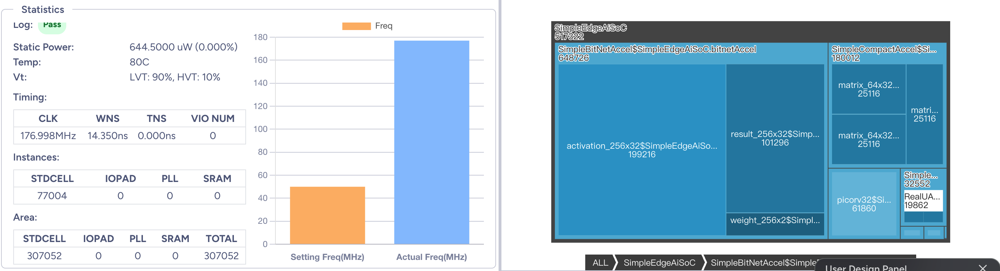 Statistics
Log: Pass
Static Power: 644.5000 uW (0.000%)
Temp: 80C
Vt: LVT: 90%, HVT: 10%
Timing:
CLK WNS TNS VIO NUM
176.998MHz 14.350ns 0.000ns 0
Instances:
STDCELL IOPAD PLL SRAM
77004 0 0 0
Area:
STDCELL IOPAD PLL SRAM TOTAL
307052 0 0 0 307052
Freq
180
160
140
120
100
80
60
40
20
0
Setting Freq(MHz) Actual Freq(MHz)
SimpleEdgeAiSoC
517322
SimpleBitNetAccel$SimpleEdgeAiSoC.bitnetAccel
648726
activation_256x32$SimpleEdgeAiSo...
199216
result_256x32$Simp...
101296
weight_256x2$Simpl...
SimpleCompactAccel$Si...
180012
matrix_64x32...
25116
matri...
25116
matrix_64x32...
25116
picorv32$Si...
61860
Simple...
32552
RealUA...
19862
ALL SimpleEdgeAiSoC SimpleBitNetAccel$Simple
User Design Panel